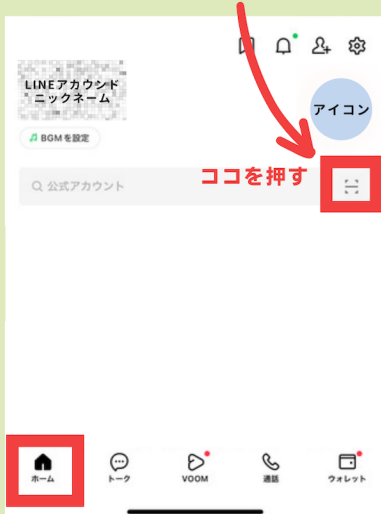 LINEアカウント
ニックネーム
アイコン
BGMを設定
公式アカウント
ココを押す
ホーム
トーク
VOOM
通話
ウォレット